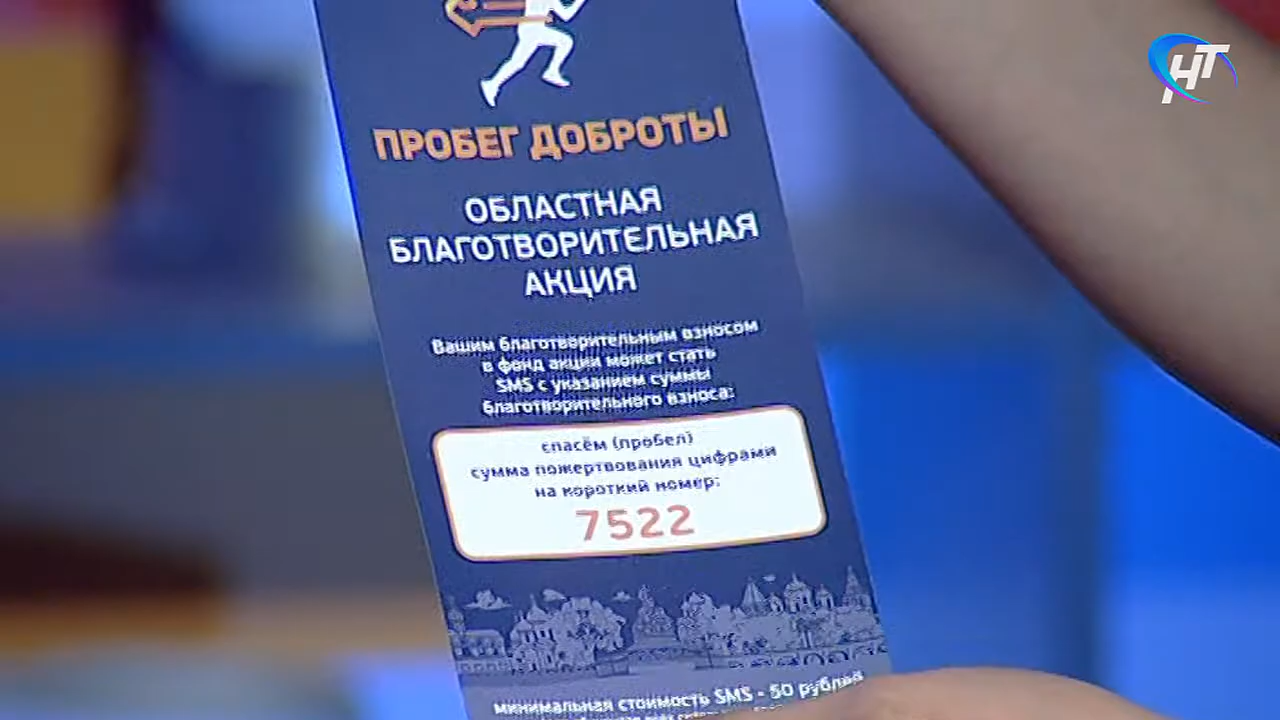 НТ
ПРОБЕГ ДОБРОТЫ
ОБЛАСТНАЯ
БЛАГОТВОРИТЕЛЬНАЯ
АКЦИЯ
Вашим благотворительным взносом
в фонд акции может стать
SMS с указанием суммы
благотворительного взноса:
спасём (пробел)
сумма пожертвования цифрами
на короткий номер:
7522
минимальная стоимость SMS - 50 рублей